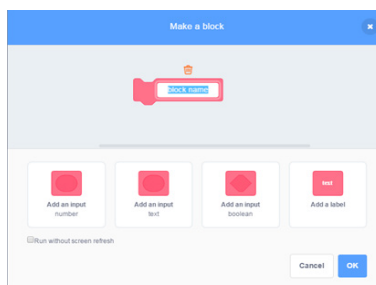 Make a block
block name
Add an input
number
Add an input
text
Add an input
boolean
text
Add a label
Run without screen refresh
Cancel
OK